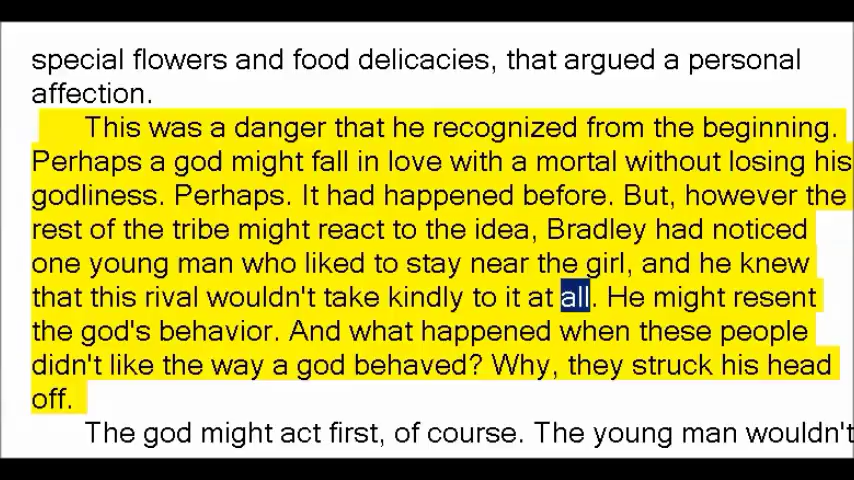 special flowers and food delicacies, that argued a personal
affection.
This was a danger that he recognized from the beginning.
Perhaps a god might fall in love with a mortal without losing his
godliness. Perhaps. It had happened before. But, however the
rest of the tribe might react to the idea, Bradley had noticed
one young man who liked to stay near the girl, and he knew
that this rival wouldn't take kindly to it at all. He might resent
the god's behavior. And what happened when these people
didn't like the way a god behaved? Why, they struck his head
off.
The god might act first, of course. The young man wouldn't